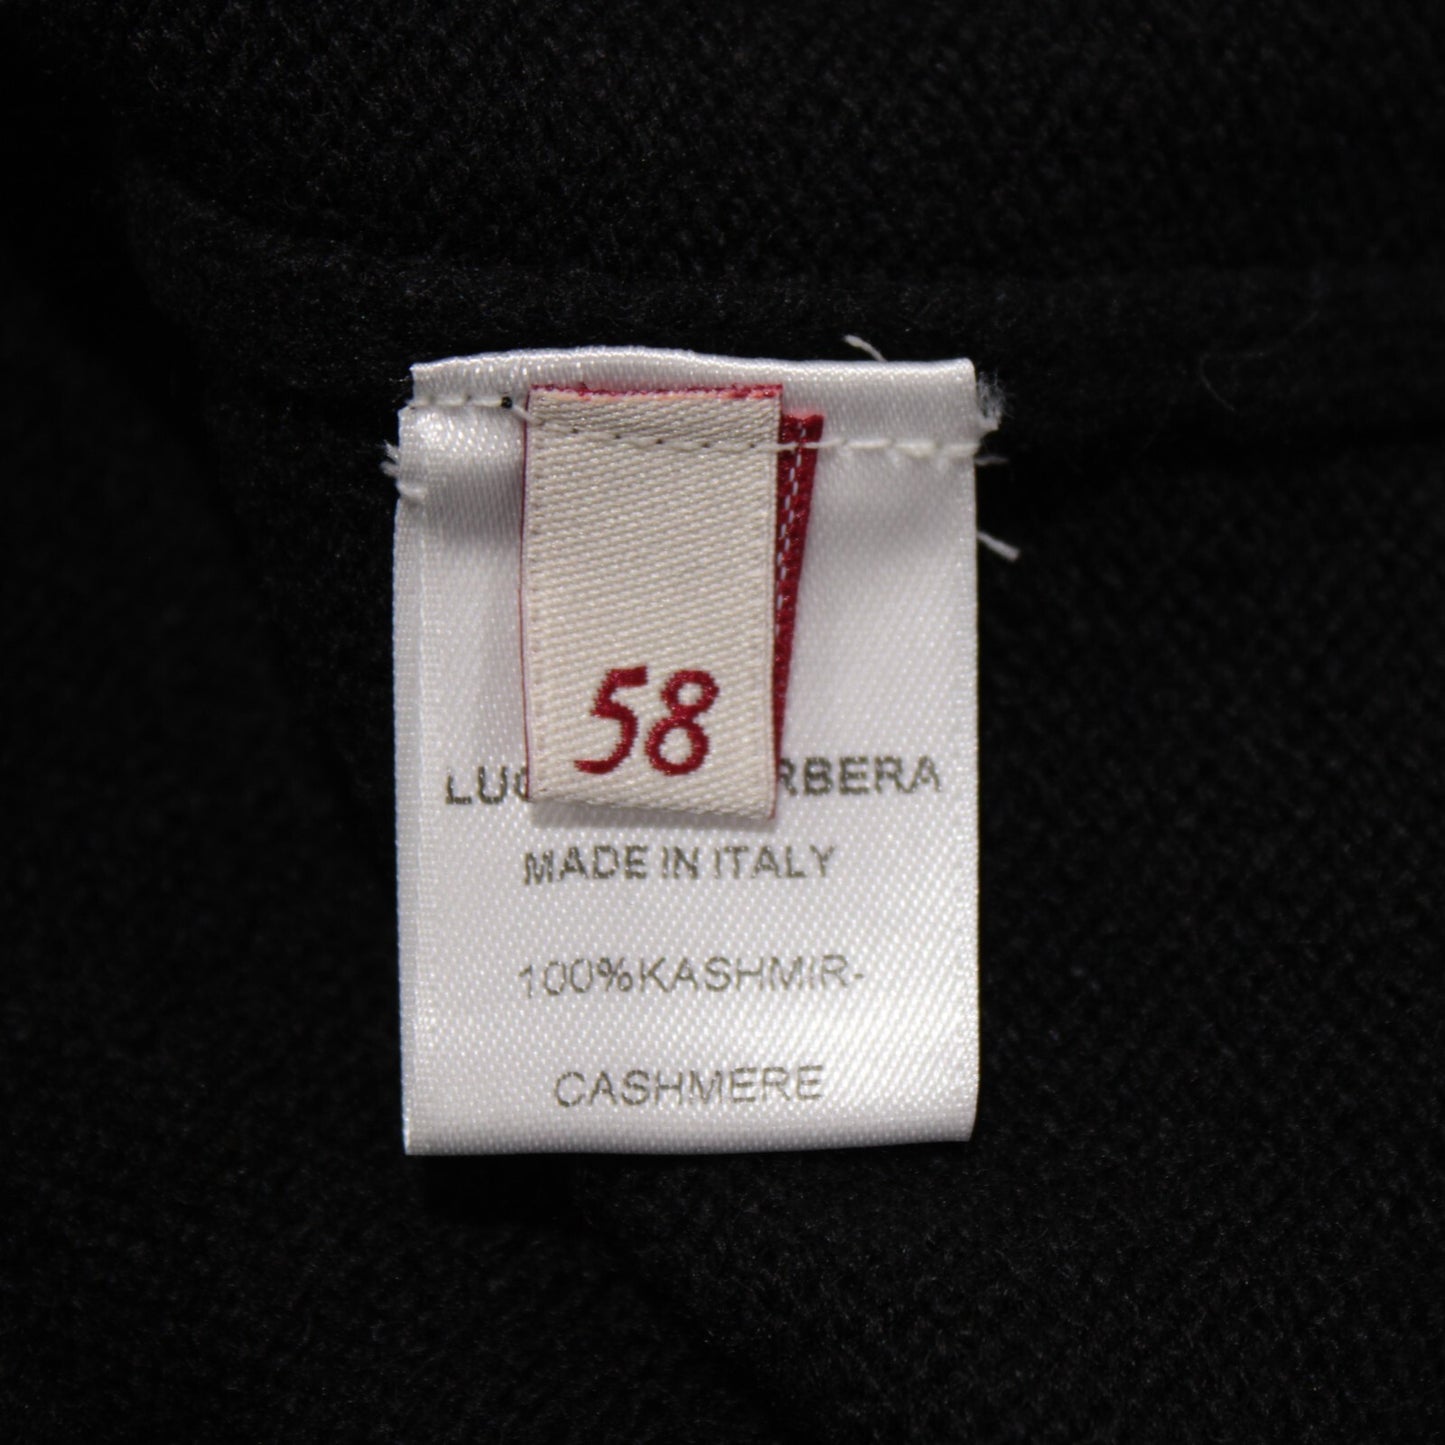 58
MADE IN ITALY
100%KASHMIR-
CASHMERE